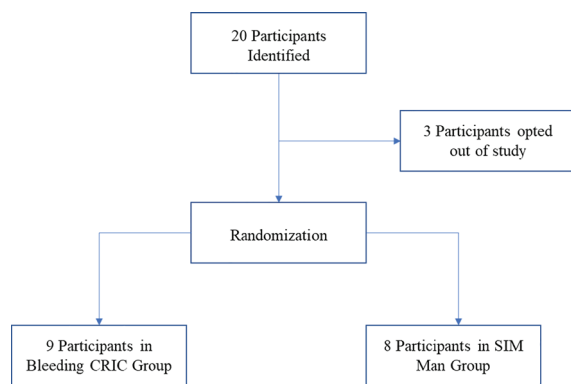 20 Participants
Identified
3 Participants opted
out of study
Randomization
9 Participants in
Bleeding CRIC Group
8 Participants in SIM
Man Group